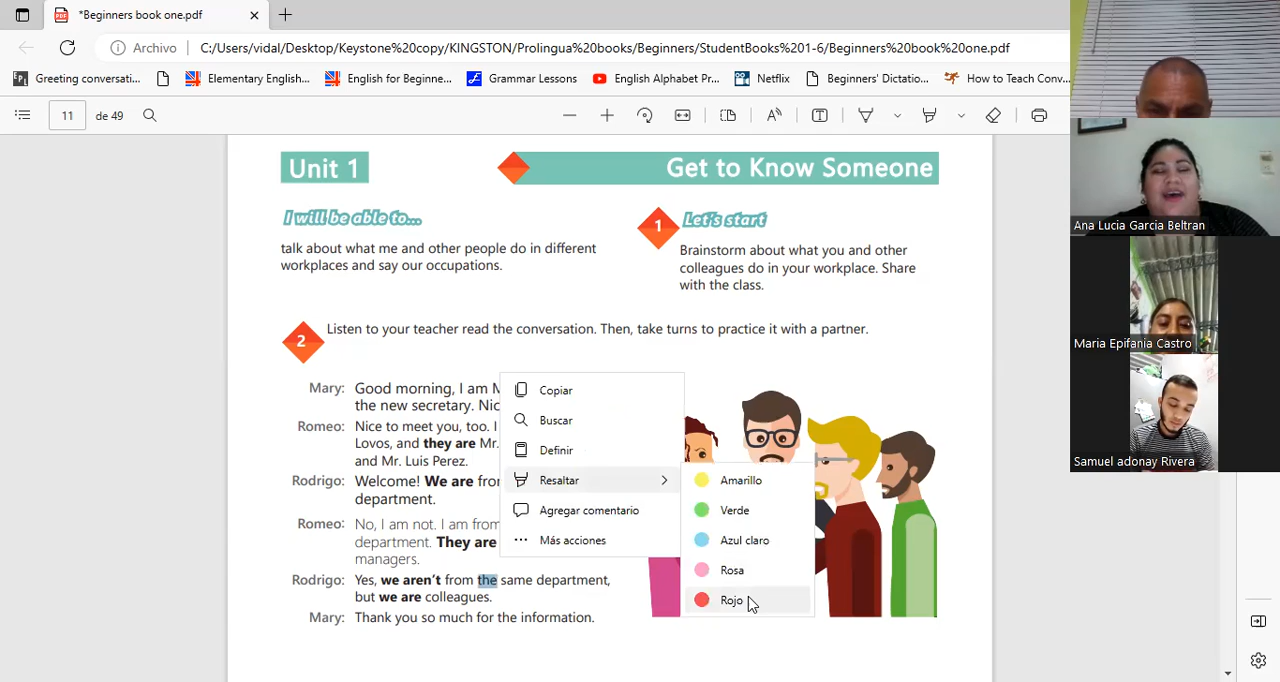 *Beginners book one.pdf
Archivo C:/Users/vidal/Desktop/Keystone%20copy/KINGSTON/Prolingua%20books/Beginners/StudentBooks%201-6/Beginners%20book%20one.pdf
Greeting conversati... Elementary English... English for Beginne... Grammar Lessons English Alphabet Pr... Netflix Beginners' Dictatio... How to Teach Conv...
11 de 49
Unit 1
Get to Know Someone
I will be able to...
talk about what me and other people do in different
workplaces and say our occupations.
1 Let's start
Brainstorm about what you and other
colleagues do in your workplace. Share
with the class.
2 Listen to your teacher read the conversation. Then, take turns to practice it with a partner.
Mary: Good morning, I am M
the new secretary. Nic
Romeo: Nice to meet you, too. I
Lovos, and they are Mr.
and Mr. Luis Perez.
Rodrigo: Welcome! We are from
department.
Romeo: No, I am not. I am from
department. They are
managers.
Rodrigo: Yes, we aren't from the same department,
but we are colleagues.
Mary: Thank you so much for the information.
Copiar
Buscar
Definir
Resaltar
Agregar comentario
Más acciones
Amarillo
Verde
Azul claro
Rosa
Rojo
Ana Lucia Garcia Beltran
Maria Epifania Castro
Samuel adonay Rivera